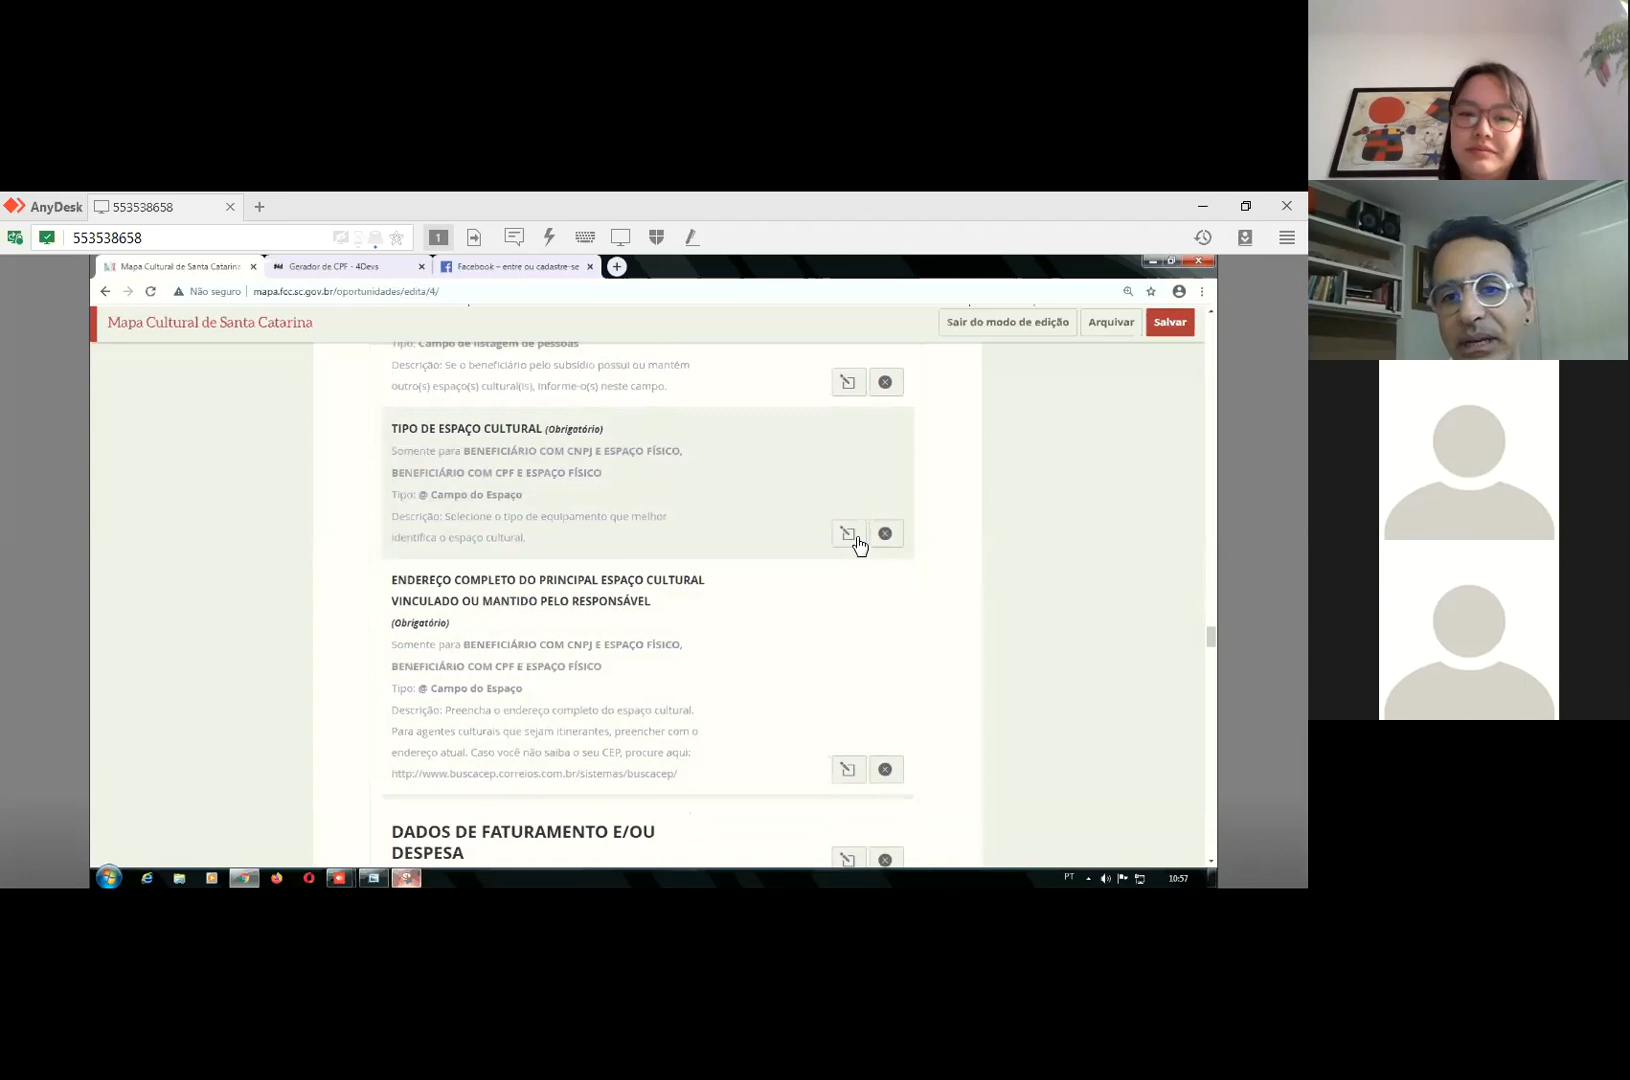 AnyDesk
553538658
553538658
1
Mapa Cultural de Santa Catarina
Gerador de CPF - 4Devs
Facebook – entre ou cadastre-se
Não seguro
mapa.fcc.sc.gov.br/oportunidades/edita/4/
Mapa Cultural de Santa Catarina
Sair do modo de edição
Arquivar
Salvar
Tipo: Campo de listagem de pessoas
Descrição: Se o beneficiário pelo subsídio possui ou mantém
outro(s) espaço(s) cultural(is), informe-o(s) neste campo.
TIPO DE ESPAÇO CULTURAL (Obrigatório)
Somente para BENEFICIÁRIO COM CNPJ E ESPAÇO FÍSICO,
BENEFICIÁRIO COM CPF E ESPAÇO FÍSICO
Tipo: @ Campo do Espaço
Descrição: Selecione o tipo de equipamento que melhor
identifica o espaço cultural.
ENDEREÇO COMPLETO DO PRINCIPAL ESPAÇO CULTURAL
VINCULADO OU MANTIDO PELO RESPONSÁVEL
(Obrigatório)
Somente para BENEFICIÁRIO COM CNPJ E ESPAÇO FÍSICO,
BENEFICIÁRIO COM CPF E ESPAÇO FÍSICO
Tipo: @ Campo do Espaço
Descrição: Preencha o endereço completo do espaço cultural.
Para agentes culturais que sejam itinerantes, preencher com o
endereço atual. Caso você não saiba o seu CEP, procure aqui:
http://www.buscacep.correios.com.br/sistemas/buscacep/
DADOS DE FATURAMENTO E/OU
DESPESA
PT
10:57